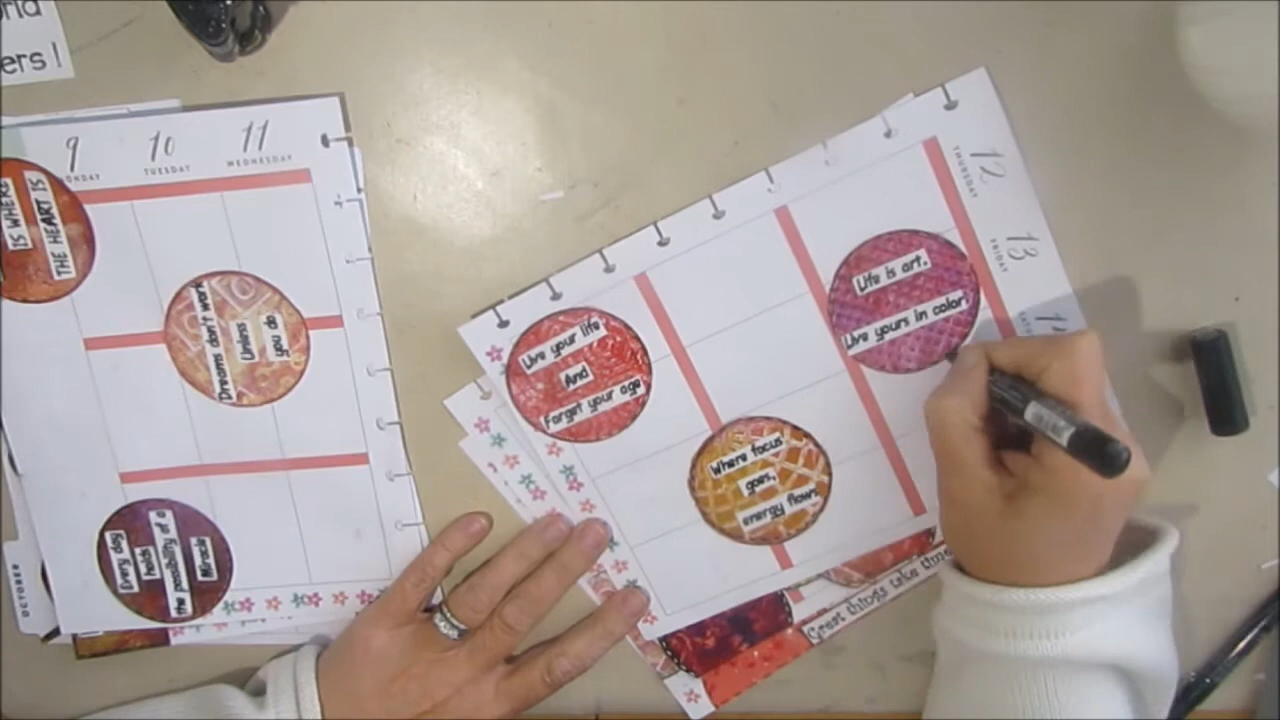 ers!
9
MONDAY
10
TUESDAY
11
WEDNESDAY
IS WHERE
THE HEART IS
Dreams don't work
Unless
you do
Every day
holds
the possibility of a
Miracle
OCTOBER
12
THURSDAY
13
FRIDAY
Live your life
And
Forget your age
Where focus
goes,
energy flows
Life is art.
Live yours in color!
Great things take time